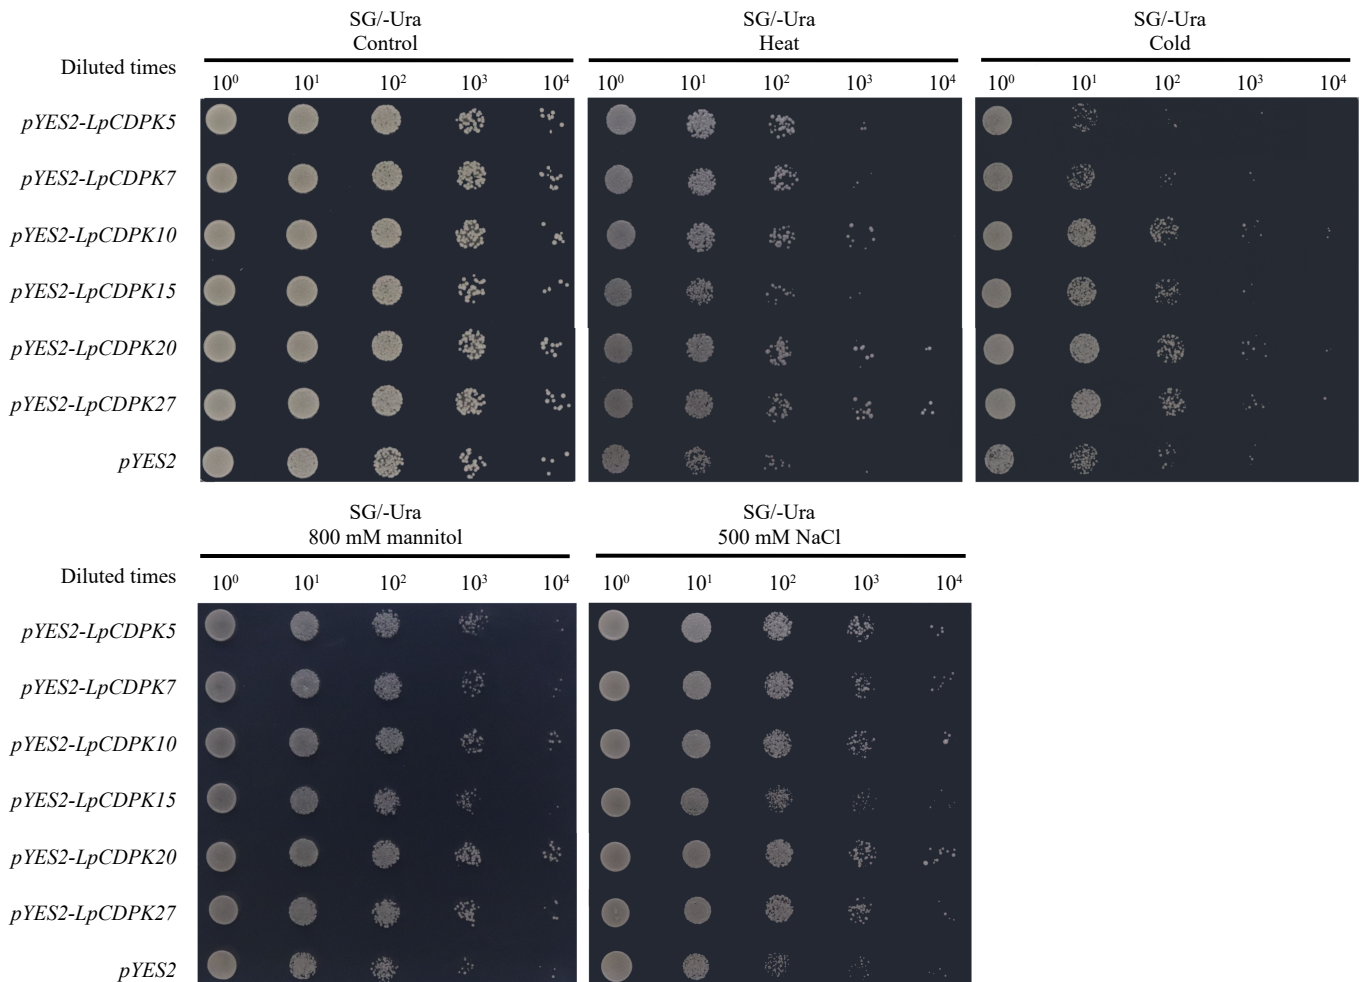 SG/-Ura
Control
SG/-Ura
Heat
SG/-Ura
Cold
Diluted times 10⁰ 10¹ 10² 10³ 10⁴ 10⁰ 10¹ 10² 10³ 10⁴ 10⁰ 10¹ 10² 10³ 10⁴
pYES2-LpCDPK5
pYES2-LpCDPK7
pYES2-LpCDPK10
pYES2-LpCDPK15
pYES2-LpCDPK20
pYES2-LpCDPK27
pYES2
SG/-Ura
800 mM mannitol
SG/-Ura
500 mM NaCl
Diluted times 10⁰ 10¹ 10² 10³ 10⁴ 10⁰ 10¹ 10² 10³ 10⁴
pYES2-LpCDPK5
pYES2-LpCDPK7
pYES2-LpCDPK10
pYES2-LpCDPK15
pYES2-LpCDPK20
pYES2-LpCDPK27
pYES2